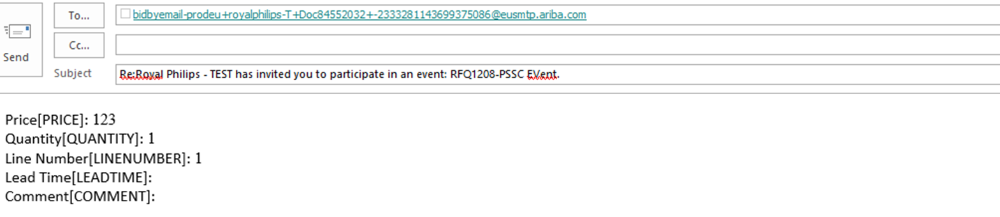 To...
bidbyemail-prodeu+royalphilips-T+Doc84552032+-2333281143699375086@eusmtp.ariba.com
Cc...
Send
Subject
Re:Royal Philips - TEST has invited you to participate in an event: RFQ1208-PSSC EVent.
Price[PRICE]: 123
Quantity[QUANTITY]: 1
Line Number[LINENUMBER]: 1
Lead Time[LEADTIME]:
Comment[COMMENT]: